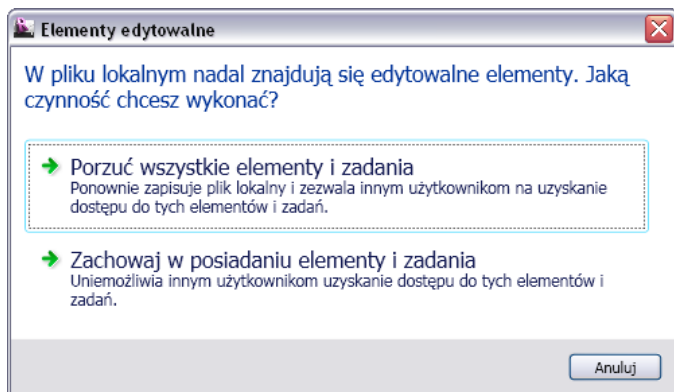 Elementy edytowalne
W pliku lokalnym nadal znajdują się edytowalne elementy. Jaką
czynność chcesz wykonać?
Porzuć wszystkie elementy i zadania
Ponownie zapisuje plik lokalny i zezwala innym użytkownikom na uzyskanie
dostępu do tych elementów i zadań.
Zachowaj w posiadaniu elementy i zadania
Uniemożliwia innym użytkownikom uzyskanie dostępu do tych elementów i
zadań.
Anuluj